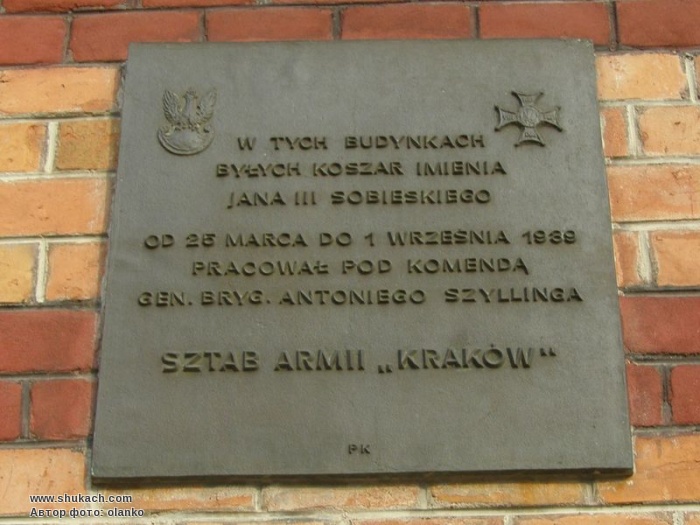 W TYCH BUDYNKACH
BYŁYCH KOSZAR IMIENIA
JANA III SOBIESKIEGO
OD 25 MARCA DO 1 WRZEŚNIA 1939
PRACOWAŁ POD KOMENDĄ
GEN. BRYG. ANTONIEGO SZYLLINGA
SZTAB ARMII „KRAKÓW“
PK
www.shukach.com
Автор фото: olanko